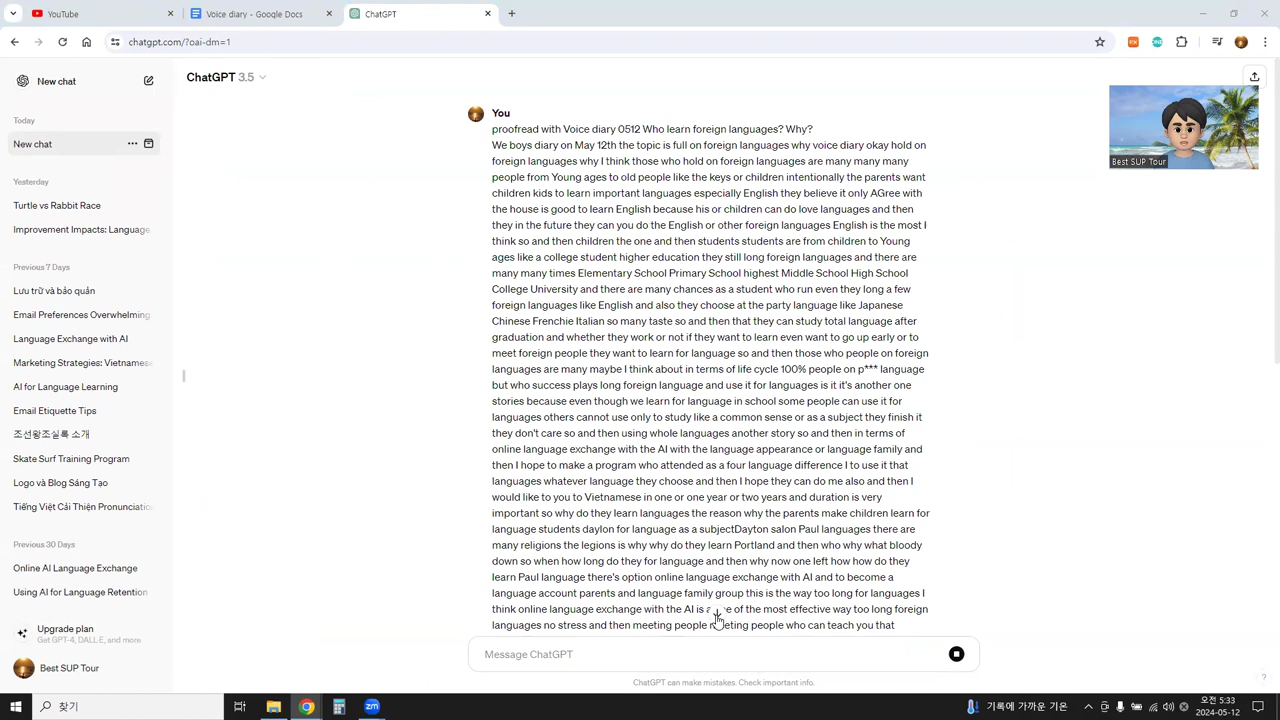 YouTube
Voice diary - Google Docs
ChatGPT
chatgpt.com/?oai-dm=1
New chat
Today
New chat
Yesterday
Turtle vs Rabbit Race
Improvement Impacts: Language
Previous 7 Days
Lưu trữ và bảo quản
Email Preferences Overwhelming
Language Exchange with AI
Marketing Strategies: Vietnamese
AI for Language Learning
Email Etiquette Tips
조선왕조실록 소개
Skate Surf Training Program
Logo và Blog Sáng Tạo
Tiếng Việt Cải Thiện Pronunciatio
Previous 30 Days
Online AI Language Exchange
Using AI for Language Retention
Upgrade plan
Get GPT-4, DALL·E, and more
Best SUP Tour
ChatGPT 3.5
You
proofread with Voice diary 0512 Who learn foreign languages? Why?
We boys diary on May 12th the topic is full on foreign languages why voice diary okay hold on
foreign languages why I think those who hold on foreign languages are many many many
people from Young ages to old people like the keys or children intentionally the parents want
children kids to learn important languages especially English they believe it only AGree with
the house is good to learn English because his or children can do love languages and then
they in the future they can you do the English or other foreign languages English is the most I
think so and then children the one and then students students are from children to Young
ages like a college student higher education they still long foreign languages and there are
many many times Elementary School Primary School highest Middle School High School
College University and there are many chances as a student who run even they long a few
foreign languages like English and also they choose at the party language like Japanese
Chinese Frenchie Italian so many taste so and then that they can study total language after
graduation and whether they work or not if they want to learn even want to go up early or to
meet foreign people they want to learn for language so and then those who people on foreign
languages are many maybe I think about in terms of life cycle 100% people on p*** language
but who success plays long foreign language and use it for languages is it it's another one
stories because even though we learn for language in school some people can use it for
languages others cannot use only to study like a common sense or as a subject they finish it
they don't care so and then using whole languages another story so and then in terms of
online language exchange with the AI with the language appearance or language family and
then I hope to make a program who attended as a four language difference I to use it that
languages whatever language they choose and then I hope they can do me also and then I
would like to you to Vietnamese in one or one year or two years and duration is very
important so why do they learn languages the reason why the parents make children learn for
language students daylon for language as a subjectDayton salon Paul languages there are
many religions the legions is why why do they learn Portland and then who why what bloody
down so when how long do they for language and then why now one left how how do they
learn Paul language there's option online language exchange with AI and to become a
language account parents and language family group this is the way too long for languages I
think online language exchange with the AI is of the most effective way too long foreign
languages no stress and then meeting people meeting people who can teach you that
Message ChatGPT
ChatGPT can make mistakes. Check important info.
?
Best SUP Tour
찾기
기록에 가까운 기온
오전 5:33
2024-05-12